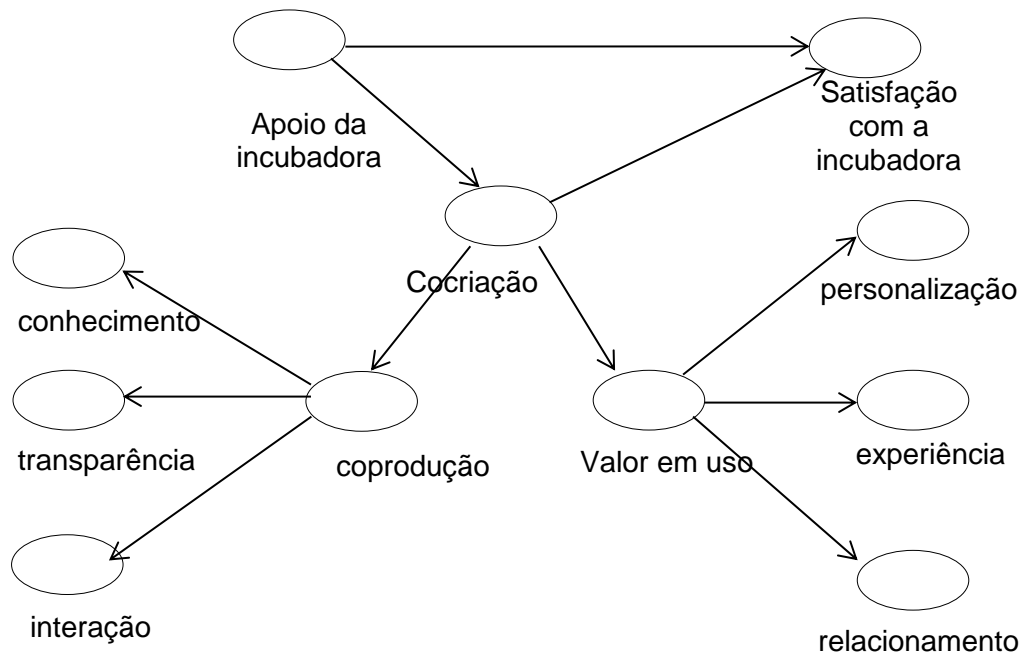 Apoio da
incubadora
Satisfação
com a
incubadora
Cocriação
conhecimento
personalização
transparência
coprodução
Valor em uso
experiência
interação
relacionamento